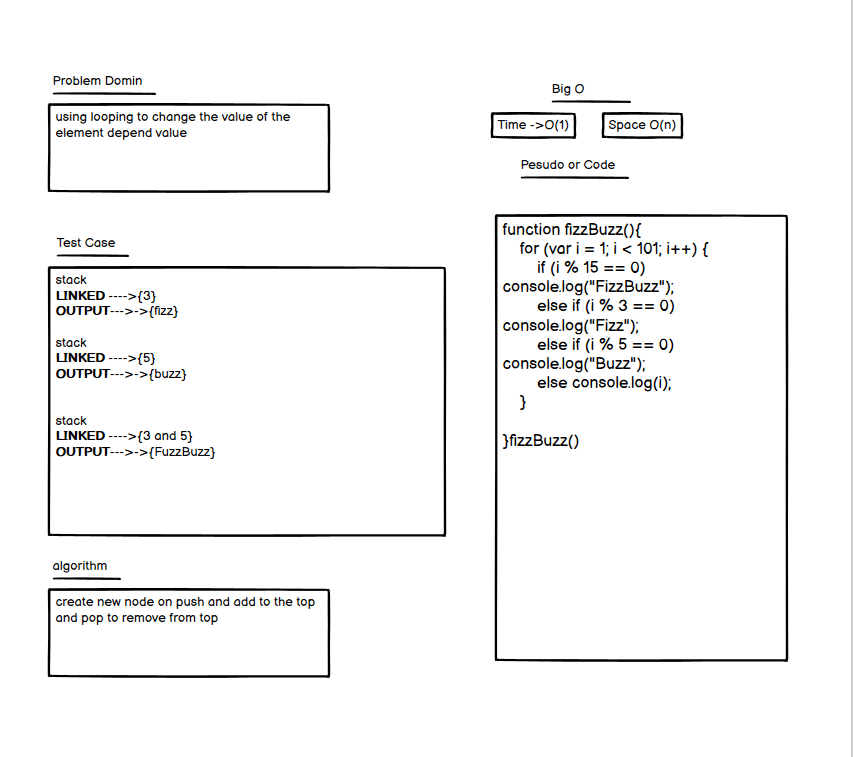 Problem Domin
using looping to change the value of the
element depend value
Test Case
stack
LINKED ---->{3}
OUTPUT--->->{fizz}
stack
LINKED ---->{5}
OUTPUT--->->{buzz}
stack
LINKED ---->{3 and 5}
OUTPUT--->->{FuzzBuzz}
algorithm
create new node on push and add to the top
and pop to remove from top
Big O
Time ->O(1)
Space O(n)
Pesudo or Code
function fizzBuzz(){
for (var i = 1; i < 101; i++) {
if (i % 15 == 0)
console.log("FizzBuzz");
else if (i % 3 == 0)
console.log("Fizz");
else if (i % 5 == 0)
console.log("Buzz");
else console.log(i);
}
}fizzBuzz()